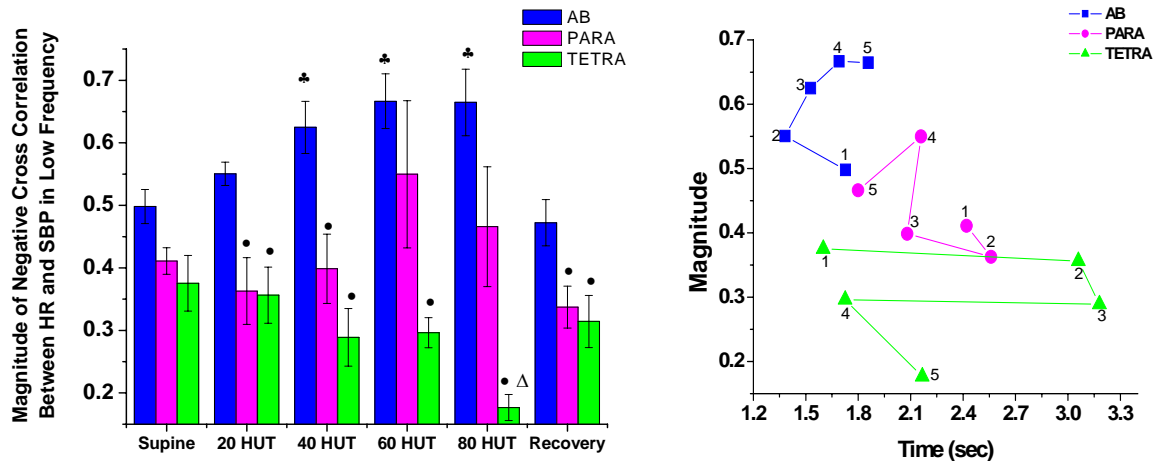 Magnitude of Negative Cross Correlation
Between HR and SBP in Low Frequency
0.7
0.6
0.5
0.4
0.3
0.2
AB
PARA
TETRA
♣ ♣ ♣
● ● ● ● ● ● Δ ● ●
Supine 20 HUT 40 HUT 60 HUT 80 HUT Recovery
Magnitude
0.7
0.6
0.5
0.4
0.3
0.2
AB
PARA
TETRA
4 5
3
2
1
4
5
3 1
2
1
2
4
3
5
1.2 1.5 1.8 2.1 2.4 2.7 3.0 3.3
Time (sec)